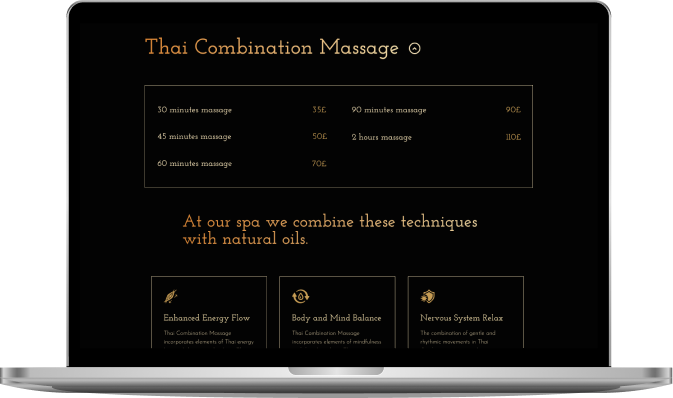 Thai Combination Massage
30 minutes massage 35£ 90 minutes massage 90£
45 minutes massage 50£ 2 hours massage 110£
60 minutes massage 70£
At our spa we combine these techniques
with natural oils.
Enhanced Energy Flow
Thai Combination Massage
incorporates elements of Thai energy
Body and Mind Balance
Thai Combination Massage
incorporates elements of mindfulness
Nervous System Relax
The combination of gentle and
rhythmic movements in Thai